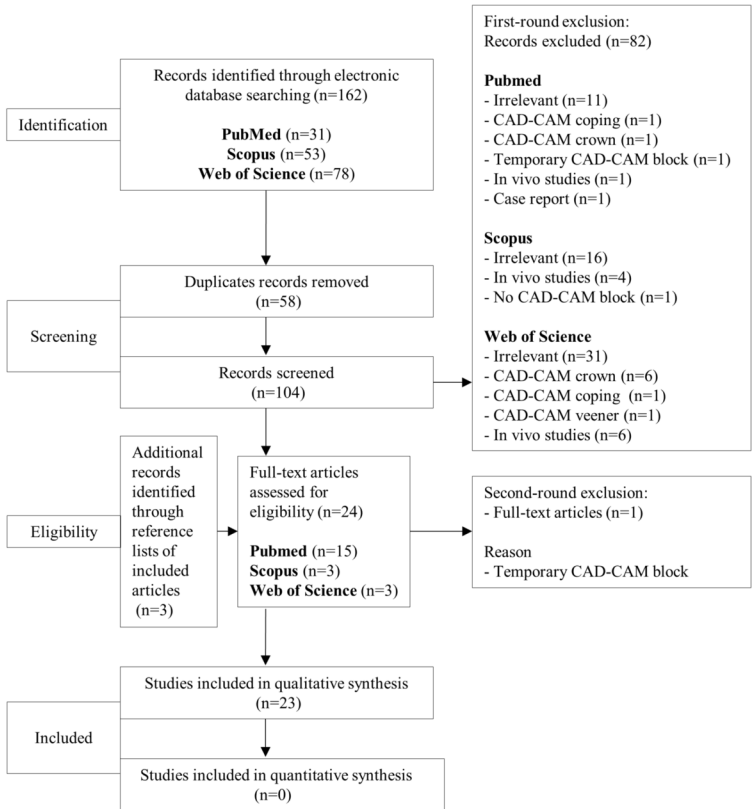 Identification
Records identified through electronic
database searching (n=162)
PubMed (n=31)
Scopus (n=53)
Web of Science (n=78)
First-round exclusion:
Records excluded (n=82)
Pubmed
- Irrelevant (n=11)
- CAD-CAM coping (n=1)
- CAD-CAM crown (n=1)
- Temporary CAD-CAM block (n=1)
- In vivo studies (n=1)
- Case report (n=1)
Scopus
- Irrelevant (n=16)
- In vivo studies (n=4)
- No CAD-CAM block (n=1)
Web of Science
- Irrelevant (n=31)
- CAD-CAM crown (n=6)
- CAD-CAM coping (n=1)
- CAD-CAM veener (n=1)
- In vivo studies (n=6)
Screening
Duplicates records removed
(n=58)
Records screened
(n=104)
Eligibility
Additional
records
identified
through
reference
lists of
included
articles
(n=3)
Full-text articles
assessed for
eligibility (n=24)
Pubmed (n=15)
Scopus (n=3)
Web of Science (n=3)
Second-round exclusion:
- Full-text articles (n=1)
Reason
- Temporary CAD-CAM block
Included
Studies included in qualitative synthesis
(n=23)
Studies included in quantitative synthesis
(n=0)